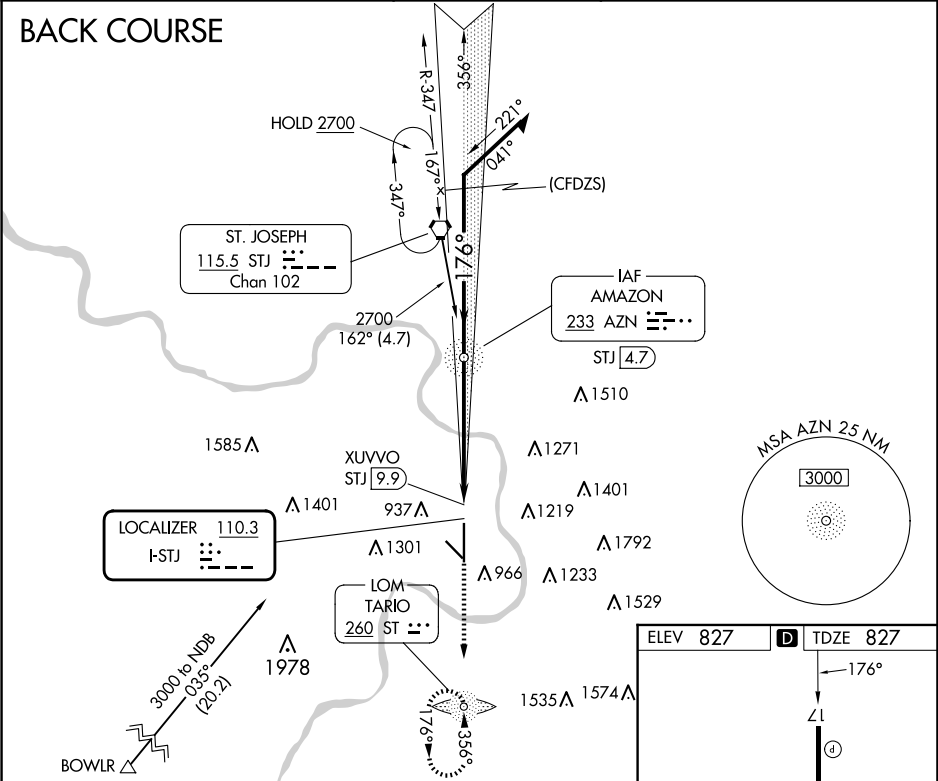 BACK COURSE
356°
R-347
HOLD 2700
221°
041°
167°
347°
(CFDZS)
ST. JOSEPH
115.5 STJ
Chan 102
176°
2700
162° (4.7)
IAF
AMAZON
233 AZN
STJ 4.7
1510
1585
1271
MSA AZN 25 NM
3000
XUVVO
STJ 9.9
1401
1401
937
1219
LOCALIZER 110.3
I-STJ
1301
1792
966
1233
LOM
TARIO
260 ST
1529
1978
3000 to NDB
035°
(20.2)
BOWLR
176°
356°
1535
1574
ELEV 827
D
TDZE 827
176°
17
P